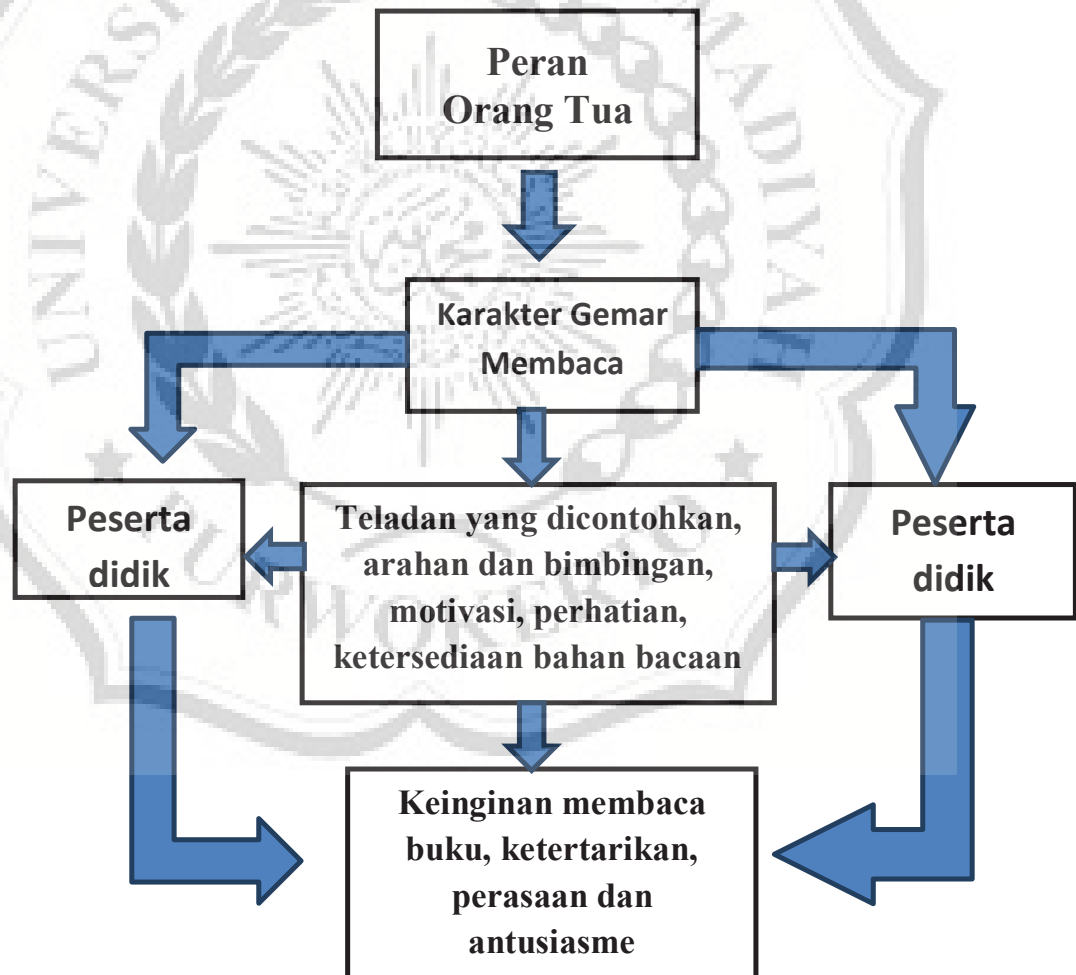 Peran
Orang Tua
Karakter Gemar
Membaca
Peserta
didik
Teladan yang dicontohkan,
arahan dan bimbingan,
motivasi, perhatian,
ketersediaan bahan bacaan
Peserta
didik
Keinginan membaca
buku, ketertarikan,
perasaan dan
antusiasme